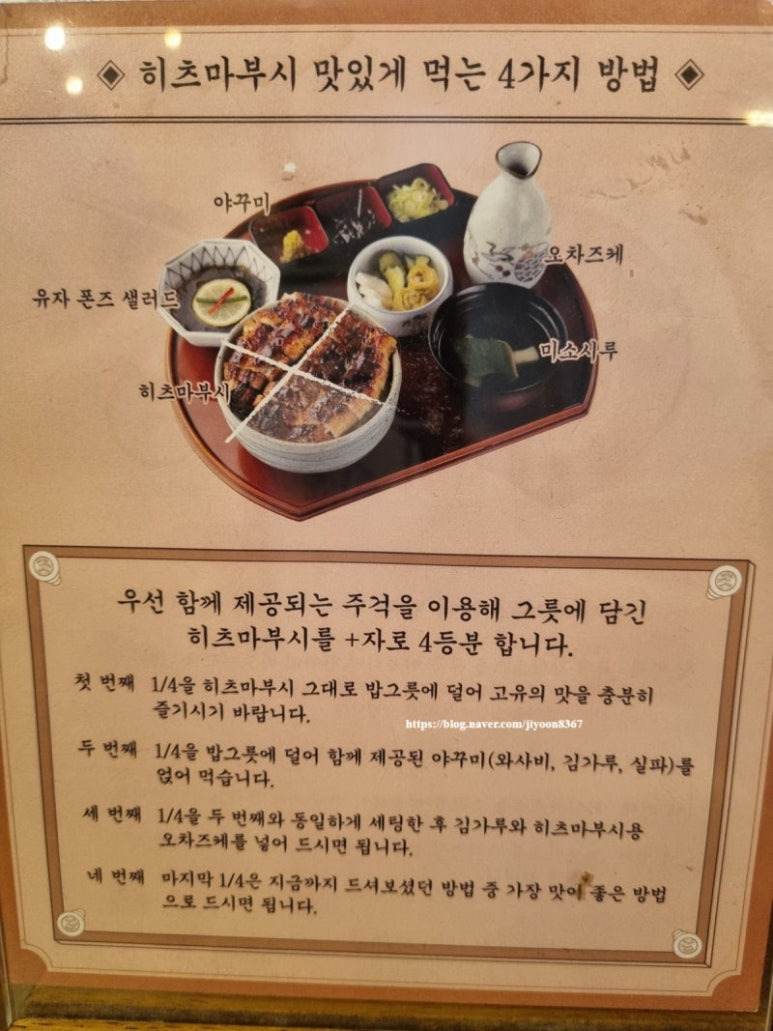 ◈ 히츠마부시 맛있게 먹는 4가지 방법 ◈
야꾸미
오차즈케
유자 폰즈 샐러드
미소시루
히츠마부시
우선 함께 제공되는 주걱을 이용해 그릇에 담긴
히츠마부시를 +자로 4등분 합니다.
첫 번째 1/4을 히츠마부시 그대로 밥그릇에 덜어 고유의 맛을 충분히
즐기시기 바랍니다.
https://blog.naver.com/jiyoon8367
두 번째 1/4을 밥그릇에 덜어 함께 제공된 야꾸미(와사비, 김가루, 실파)를
얹어 먹습니다.
세 번째 1/4을 두 번째와 동일하게 세팅한 후 김가루와 히츠마부시용
오차즈케를 넣어 드시면 됩니다.
네 번째 마지막 1/4은 지금까지 드셔보셨던 방법 중 가장 맛이 좋은 방법
으로 드시면 됩니다.